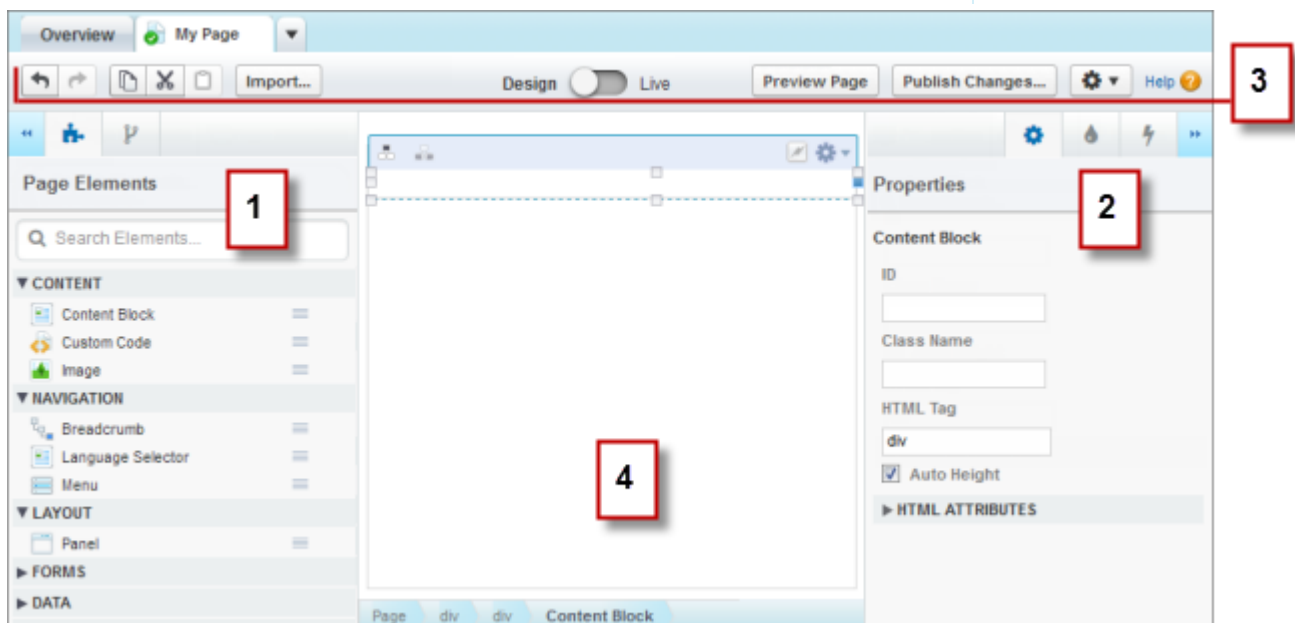 Overview
My Page
Import...
Design
Live
Preview Page
Publish Changes...
Help ?
3
Page Elements
1
Search Elements...
▼ CONTENT
Content Block
Custom Code
Image
▼ NAVIGATION
Breadcrumb
Language Selector
Menu
▼ LAYOUT
Panel
► FORMS
► DATA
4
Page
div
div
Content Block
Properties
2
Content Block
ID
Class Name
HTML Tag
div
Auto Height
► HTML ATTRIBUTES